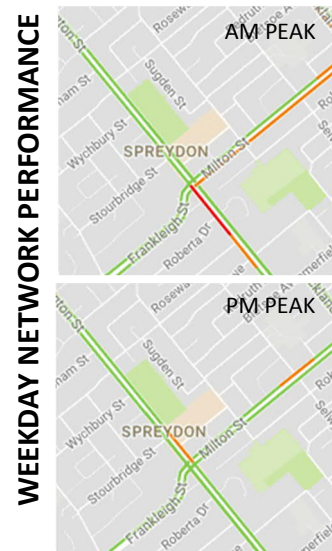 WEEKDAY NETWORK PERFORMANCE
AM PEAK
Sugden St
Wychbury St
SPREYDON
Milton St
Stourbridge St
Frankleigh St
Roberta Dr
PM PEAK
Sugden St
Wychbury St
SPREYDON
Milton St
Stourbridge St
Frankleigh St
Roberta Dr